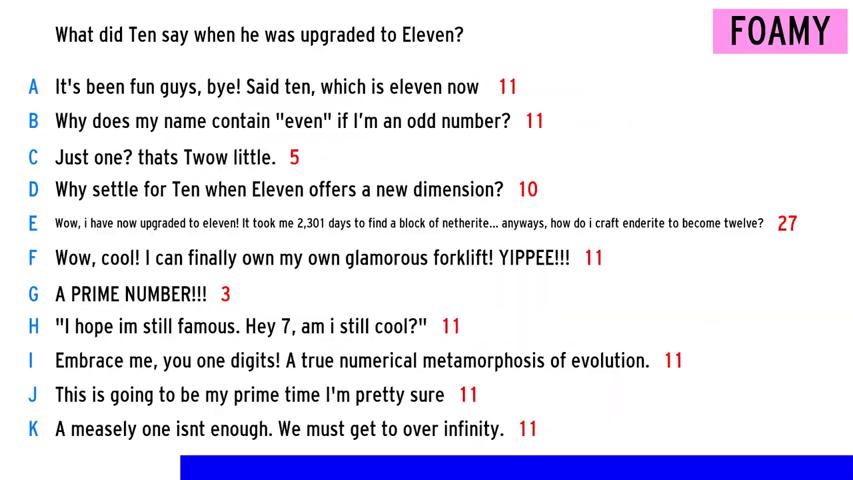 What did Ten say when he was upgraded to Eleven?
FOAMY
A It's been fun guys, bye! Said ten, which is eleven now 11
B Why does my name contain "even" if I'm an odd number? 11
C Just one? thats Twow little. 5
D Why settle for Ten when Eleven offers a new dimension? 10
E Wow, i have now upgraded to eleven! It took me 2,301 days to find a block of netherite... anyways, how do i craft enderite to become twelve? 27
F Wow, cool! I can finally own my own glamorous forklift! YIPPEE!!! 11
G A PRIME NUMBER!!! 3
H "I hope im still famous. Hey 7, am i still cool?" 11
I Embrace me, you one digits! A true numerical metamorphosis of evolution. 11
J This is going to be my prime time I'm pretty sure 11
K A measely one isnt enough. We must get to over infinity. 11